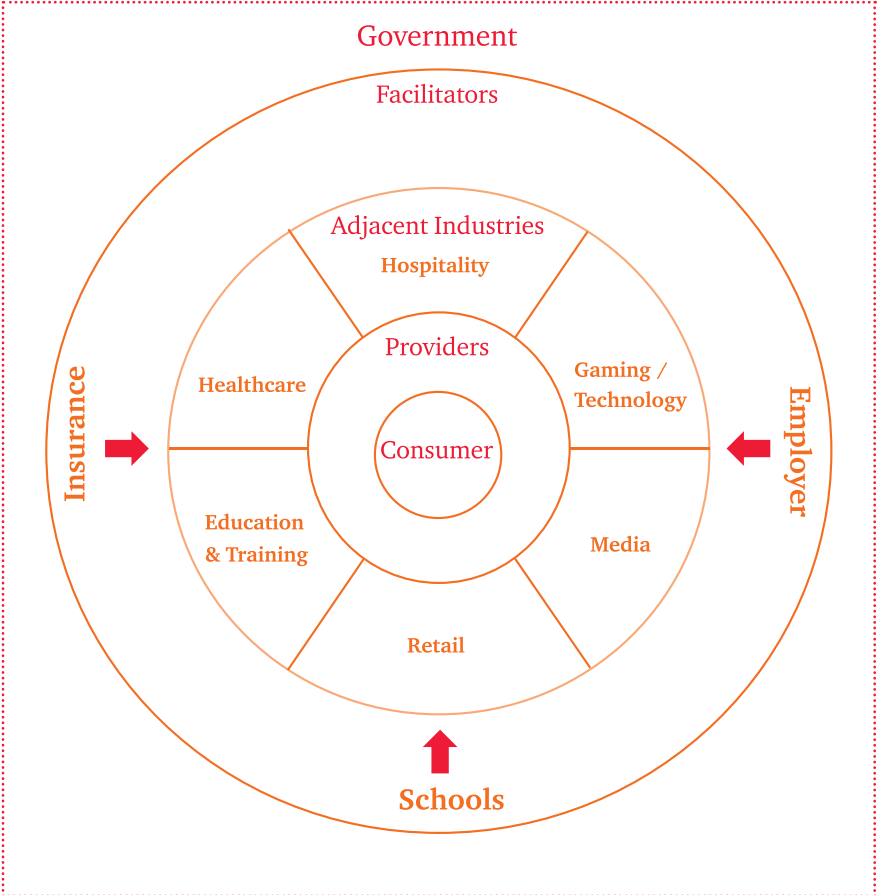 Government
Facilitators
Adjacent Industries
Hospitality
Providers
Healthcare
Gaming /
Technology
Consumer
Insurance
Employer
Education
& Training
Media
Retail
Schools